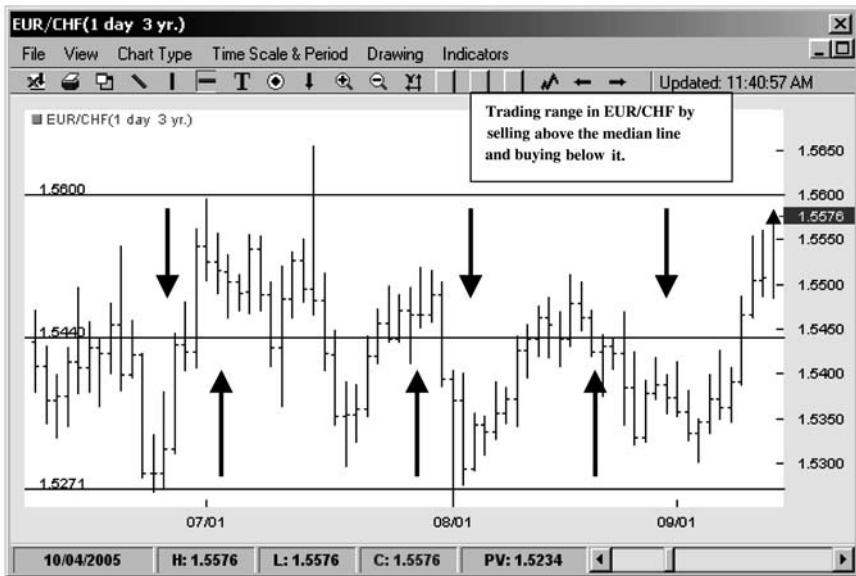 EUR/CHF(1 day 3 yr.)
File View Chart Type Time Scale & Period Drawing Indicators
T Updated: 11:40:57 AM
EUR/CHF(1 day 3 yr.)
Trading range in EUR/CHF by
selling above the median line
and buying below it.
1.5650
1.5600 1.5600
1.5576
1.5550
1.5500
1.5440 1.5450
1.5400
1.5350
1.5300
1.5271
07/01 08/01 09/01
10/04/2005 H: 1.5576 L: 1.5576 C: 1.5576 PV: 1.5234